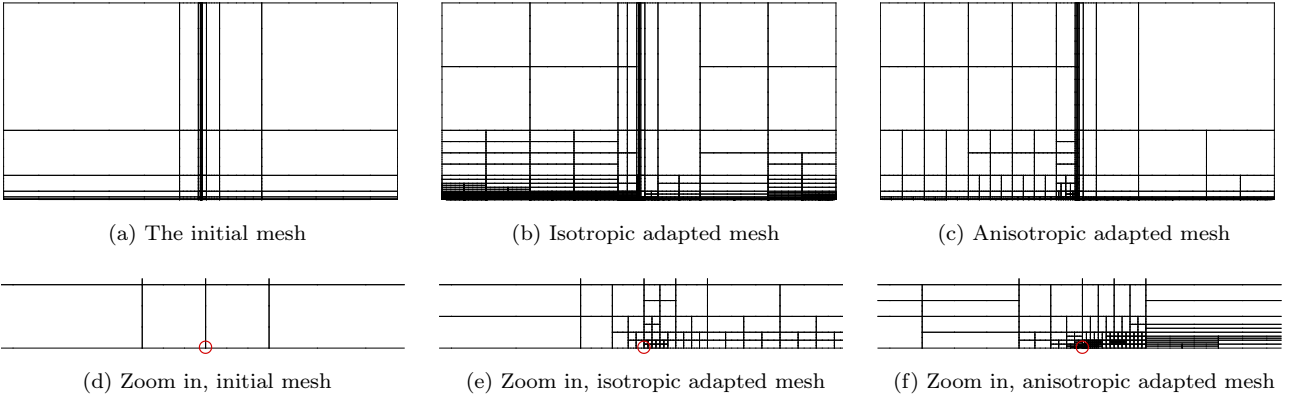 (a) The initial mesh
(b) Isotropic adapted mesh
(c) Anisotropic adapted mesh
(d) Zoom in, initial mesh
(e) Zoom in, isotropic adapted mesh
(f) Zoom in, anisotropic adapted mesh